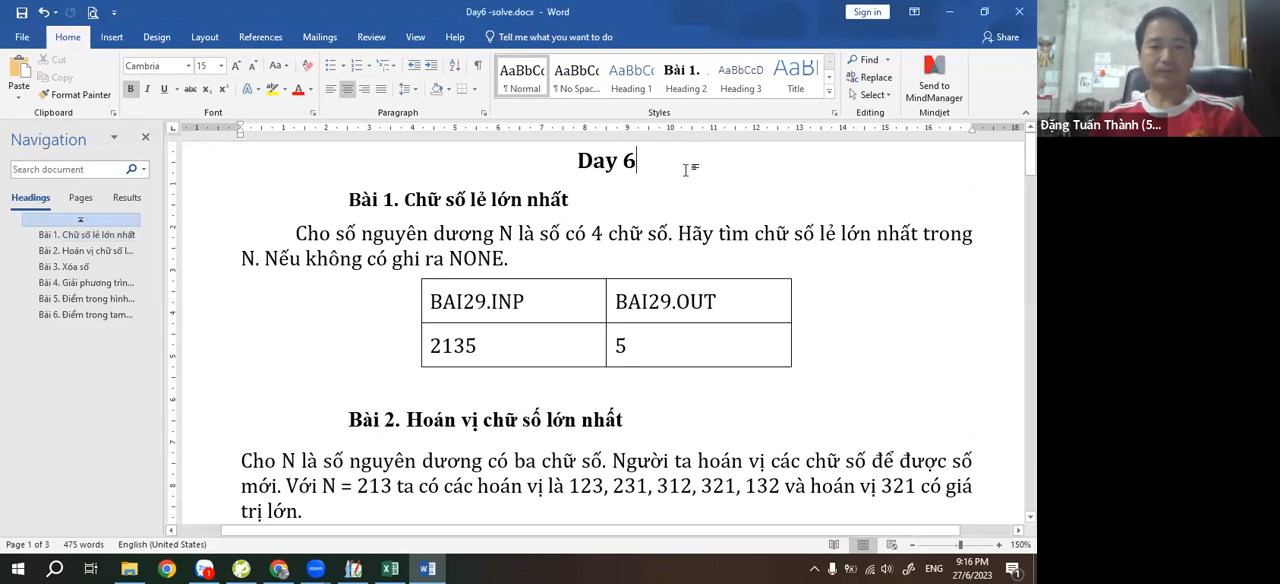 Day6 -solve.docx - Word
Sign in
File Home Insert Design Layout References Mailings Review View Help Tell me what you want to do Share
Paste
Cut
Copy
Format Painter
Clipboard
Cambria 15
Font
Paragraph
AaBbCc AaBbCc AaBbCc Bài 1. AaBbCcD AaBl
¶ Normal ¶ No Spac... Heading 1 Heading 2 Heading 3 Title
Styles
Find
Replace
Select
Editing
Send to
MindManager
Mindjet
Navigation
Search document
Headings Pages Results
Bài 1. Chữ số lẻ lớn nhất
Bài 2. Hoán vị chữ số l...
Bài 3. Xóa số
Bài 4. Giải phương trìn...
Bài 5. Điểm trong hình...
Bài 6. Điểm trong tam...
Day 6
Bài 1. Chữ số lẻ lớn nhất
Cho số nguyên dương N là số có 4 chữ số. Hãy tìm chữ số lẻ lớn nhất trong
N. Nếu không có ghi ra NONE.
BAI29.INP BAI29.OUT
2135 5
Bài 2. Hoán vị chữ số lớn nhất
Cho N là số nguyên dương có ba chữ số. Người ta hoán vị các chữ số để được số
mới. Với N = 213 ta có các hoán vị là 123, 231, 312, 321, 132 và hoán vị 321 có giá
trị lớn.
Page 1 of 3 475 words English (United States) 150%
ENG
9:16 PM
27/6/2023
Đặng Tuấn Thành (5...